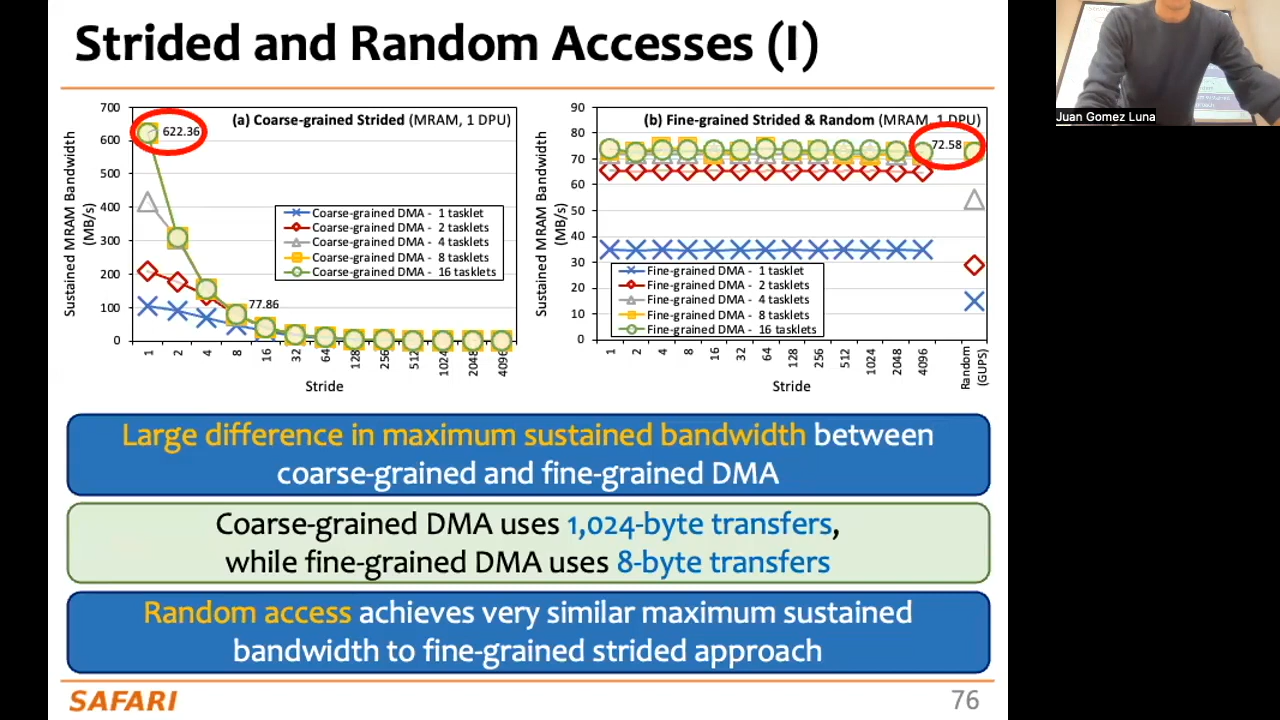 Strided and Random Accesses (I)
Juan Gomez Luna
Sustained MRAM Bandwidth
(MB/s)
700
600
500
400
300
200
100
0
(a) Coarse-grained Strided (MRAM, 1 DPU)
622.36
77.86
Coarse-grained DMA - 1 tasklet
Coarse-grained DMA - 2 tasklets
Coarse-grained DMA - 4 tasklets
Coarse-grained DMA - 8 tasklets
Coarse-grained DMA - 16 tasklets
1
2
4
8
16
32
64
128
256
512
1024
2048
4096
Stride
Sustained MRAM Bandwidth
(MB/s)
90
80
70
60
50
40
30
20
10
0
(b) Fine-grained Strided & Random (MRAM, 1 DPU)
72.58
Fine-grained DMA - 1 tasklet
Fine-grained DMA - 2 tasklets
Fine-grained DMA - 4 tasklets
Fine-grained DMA - 8 tasklets
Fine-grained DMA - 16 tasklets
1
2
4
8
16
32
64
128
256
512
1024
2048
4096
Random
(GUPS)
Stride
Large difference in maximum sustained bandwidth between
coarse-grained and fine-grained DMA
Coarse-grained DMA uses 1,024-byte transfers,
while fine-grained DMA uses 8-byte transfers
Random access achieves very similar maximum sustained
bandwidth to fine-grained strided approach
SAFARI
76